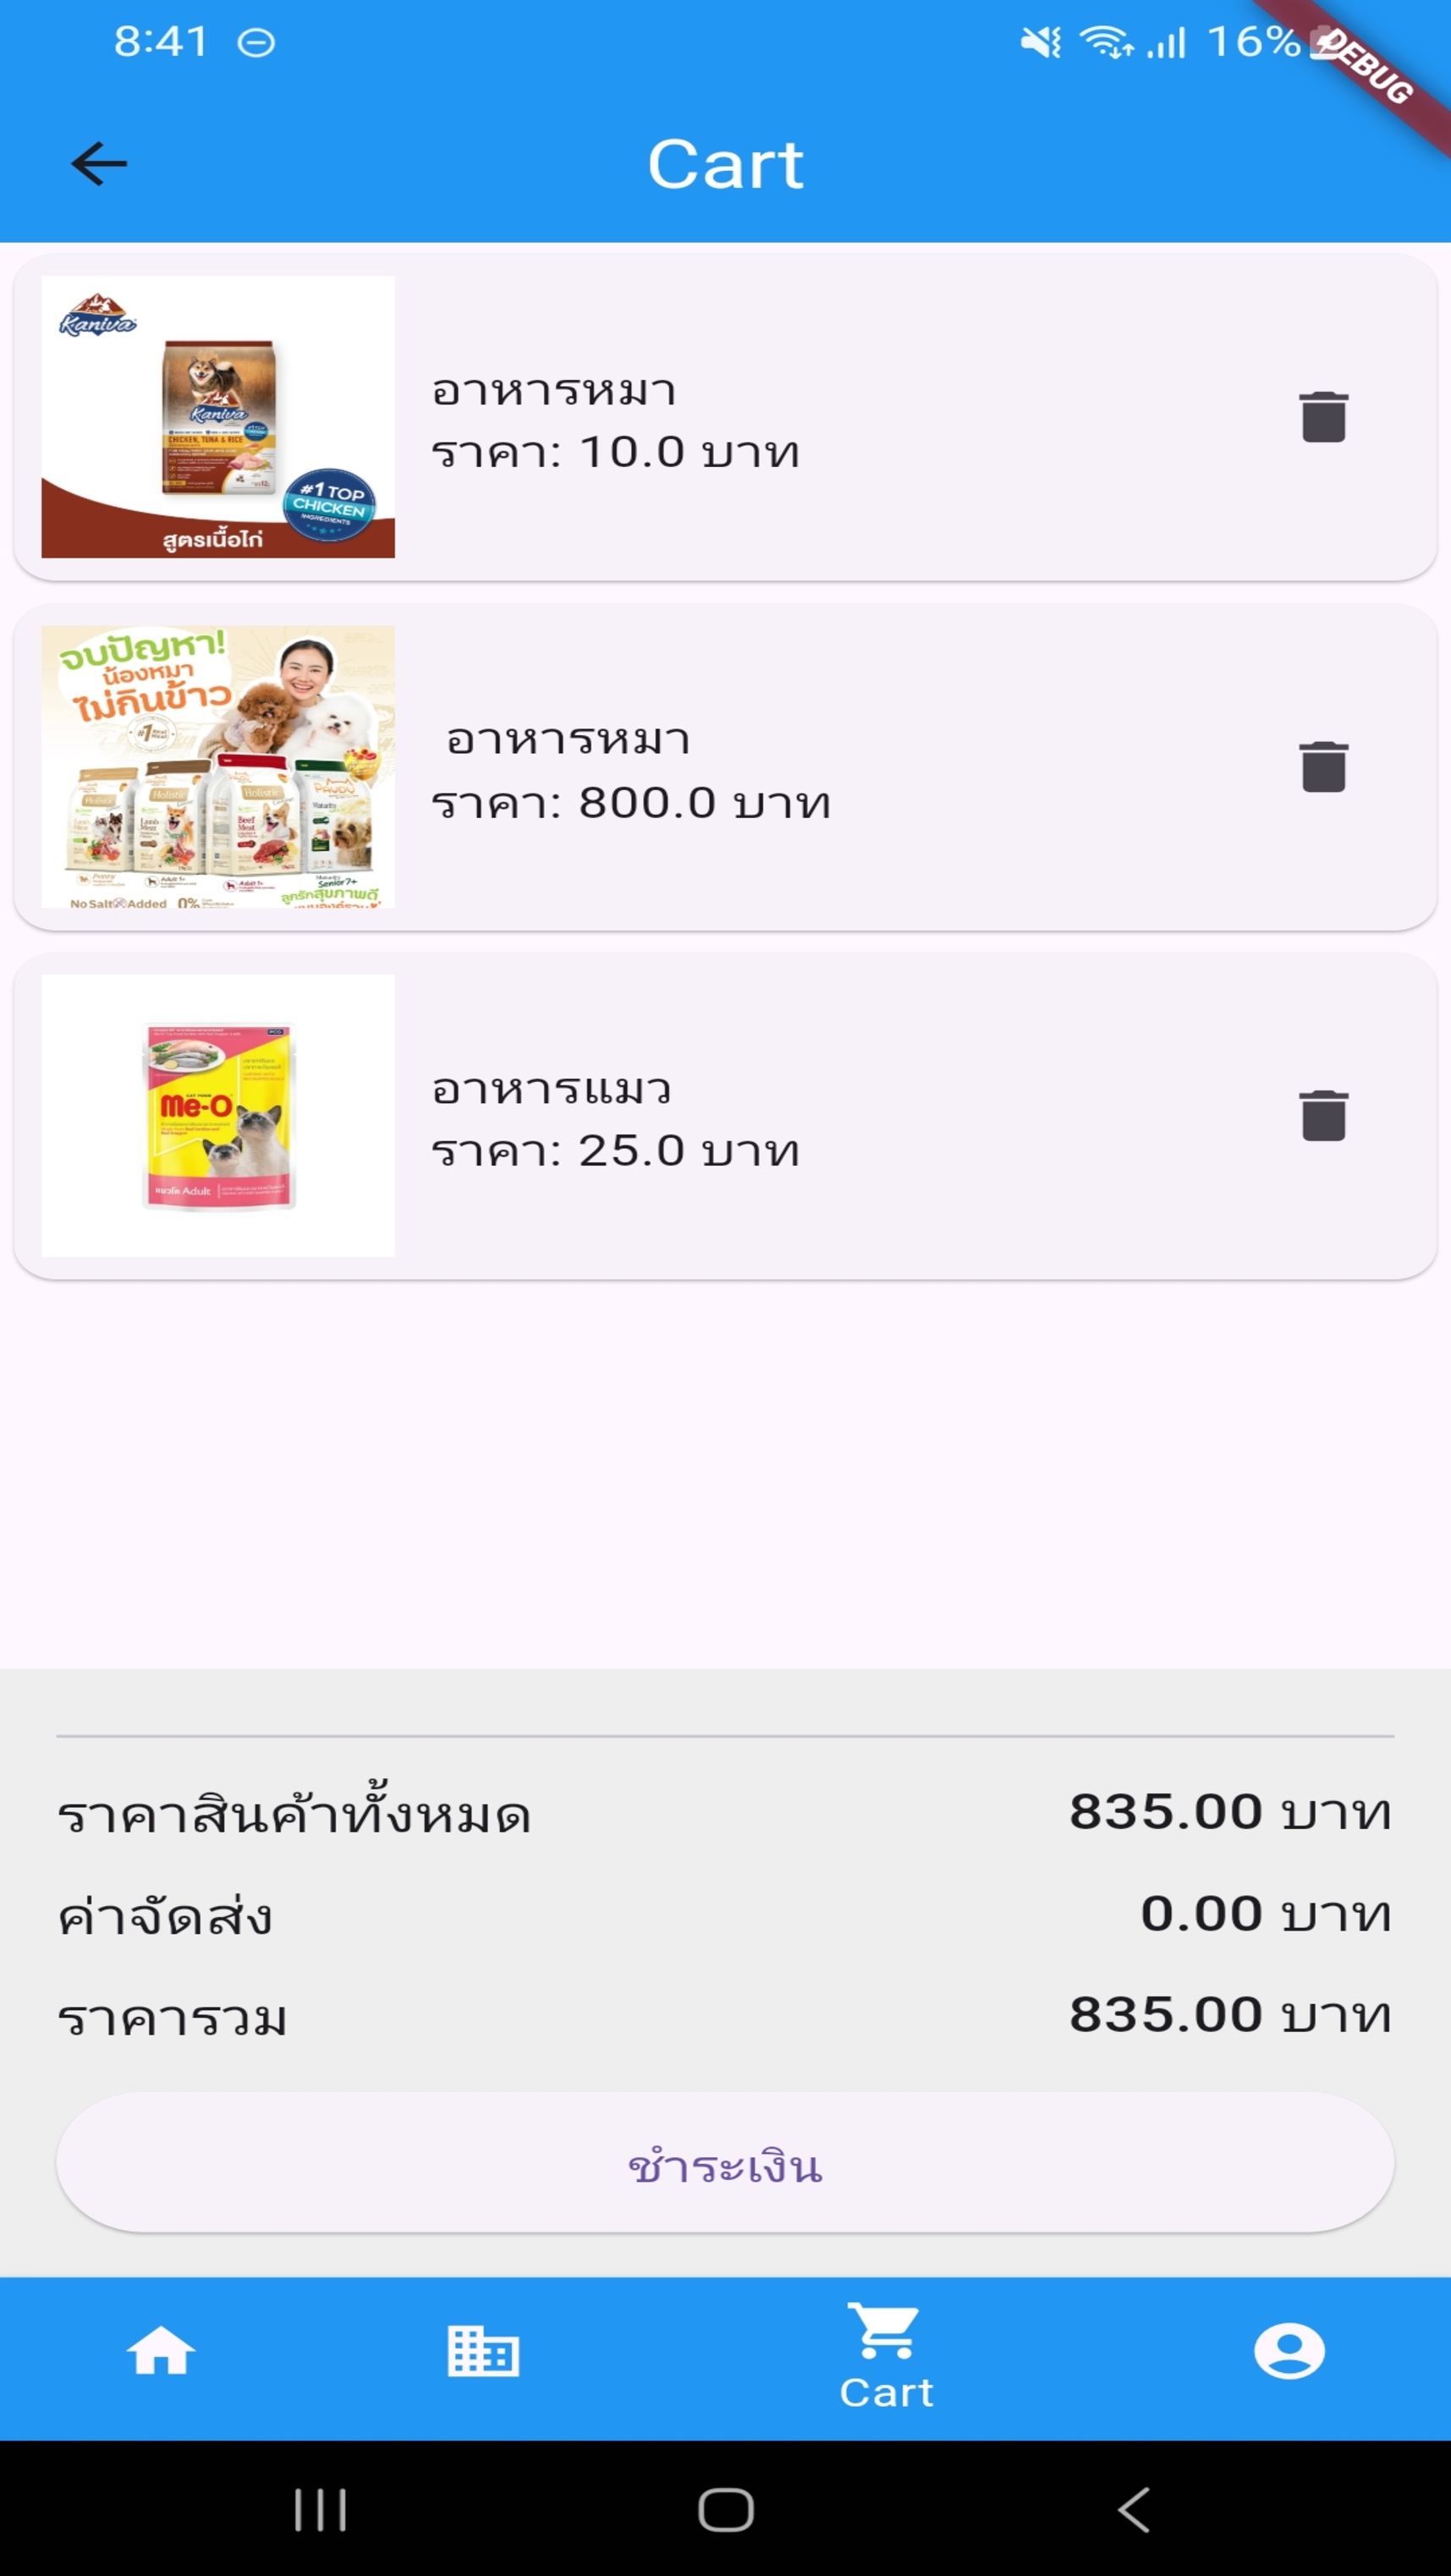 8:41
16%
DEBUG
Cart
Kaniva
Kaniva
CHICKEN, TUNA & RICE
#1 TOP
CHICKEN
INGREDIENTS
สูตรเนื้อไก่
อาหารหมา
ราคา: 10.0 บาท
จบปัญหา!
น้องหมา
ไม่กินข้าว
#1
Holistic
Holistic
Holistic
Lamb
Meat
Beef
Meat
Maturity
Puppy
Adult 1+
Adult 1+
Maturity
Senior 7+
ลูกรักสุขภาพดี
No Salt Added 0%
อาหารหมา
ราคา: 800.0 บาท
Me-O
แมวโต Adult
อาหารแมว
ราคา: 25.0 บาท
ราคาสินค้าทั้งหมด 835.00 บาท
ค่าจัดส่ง 0.00 บาท
ราคารวม 835.00 บาท
ชำระเงิน
Cart